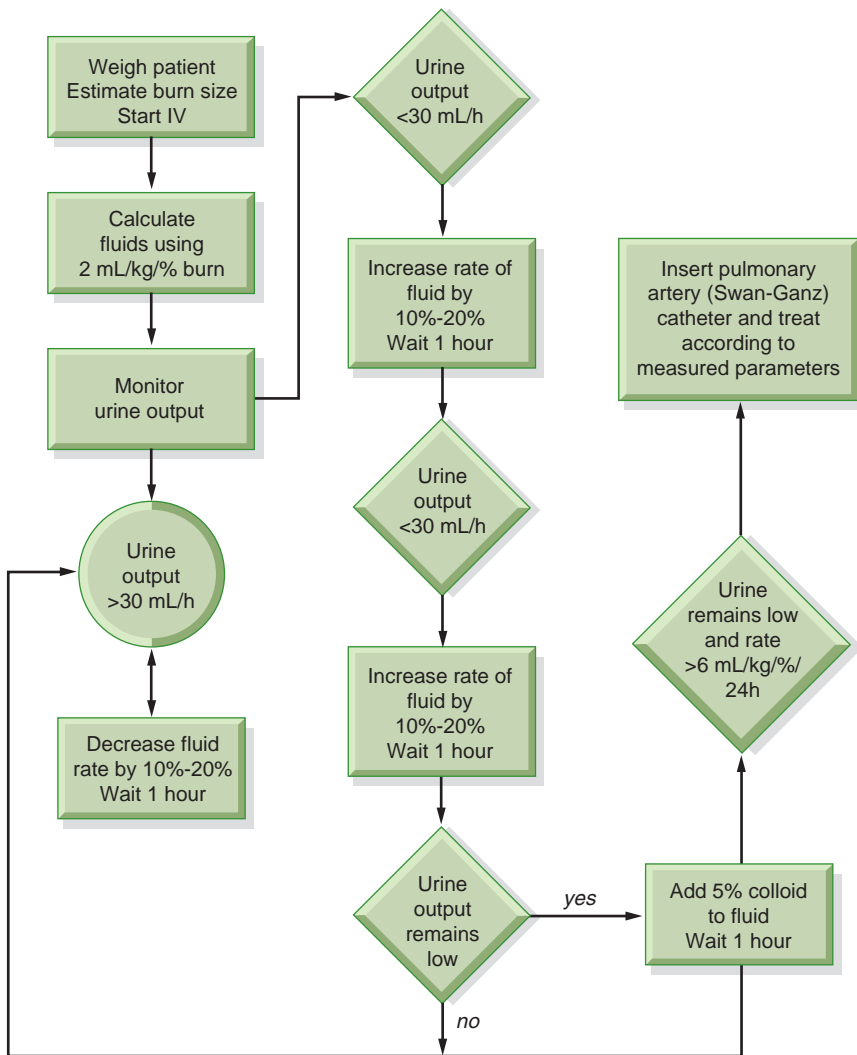 Weigh patient
Estimate burn size
Start IV
Calculate
fluids using
2 mL/kg/% burn
Monitor
urine output
Urine
output
>30 mL/h
Decrease fluid
rate by 10%-20%
Wait 1 hour
Urine
output
<30 mL/h
Increase rate of
fluid by
10%-20%
Wait 1 hour
Urine
output
<30 mL/h
Increase rate of
fluid by
10%-20%
Wait 1 hour
Urine
output
remains
low
yes
no
Add 5% colloid
to fluid
Wait 1 hour
Urine
remains low
and rate
>6 mL/kg/%/
24h
Insert pulmonary
artery (Swan-Ganz)
catheter and treat
according to
measured parameters